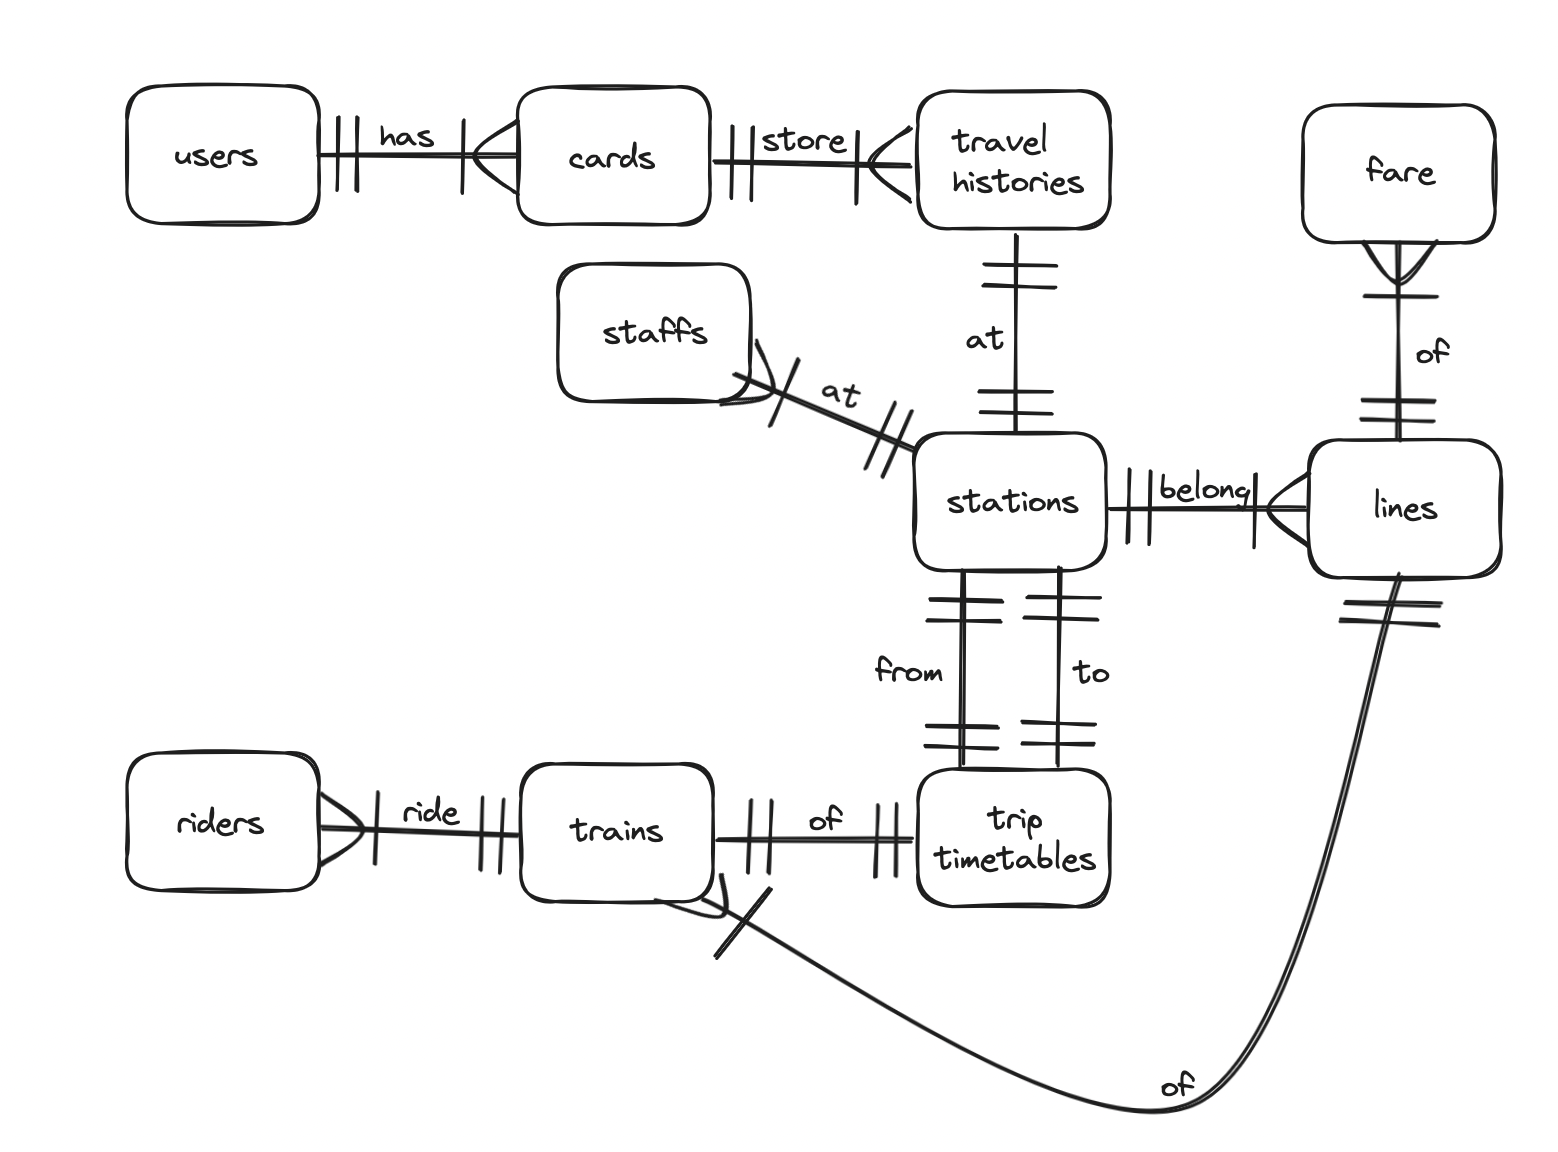 users
has
cards
store
travel
histories
fare
staffs
at
at
of
stations
belong
lines
from
to
riders
ride
trains
of
trip
timetables
of